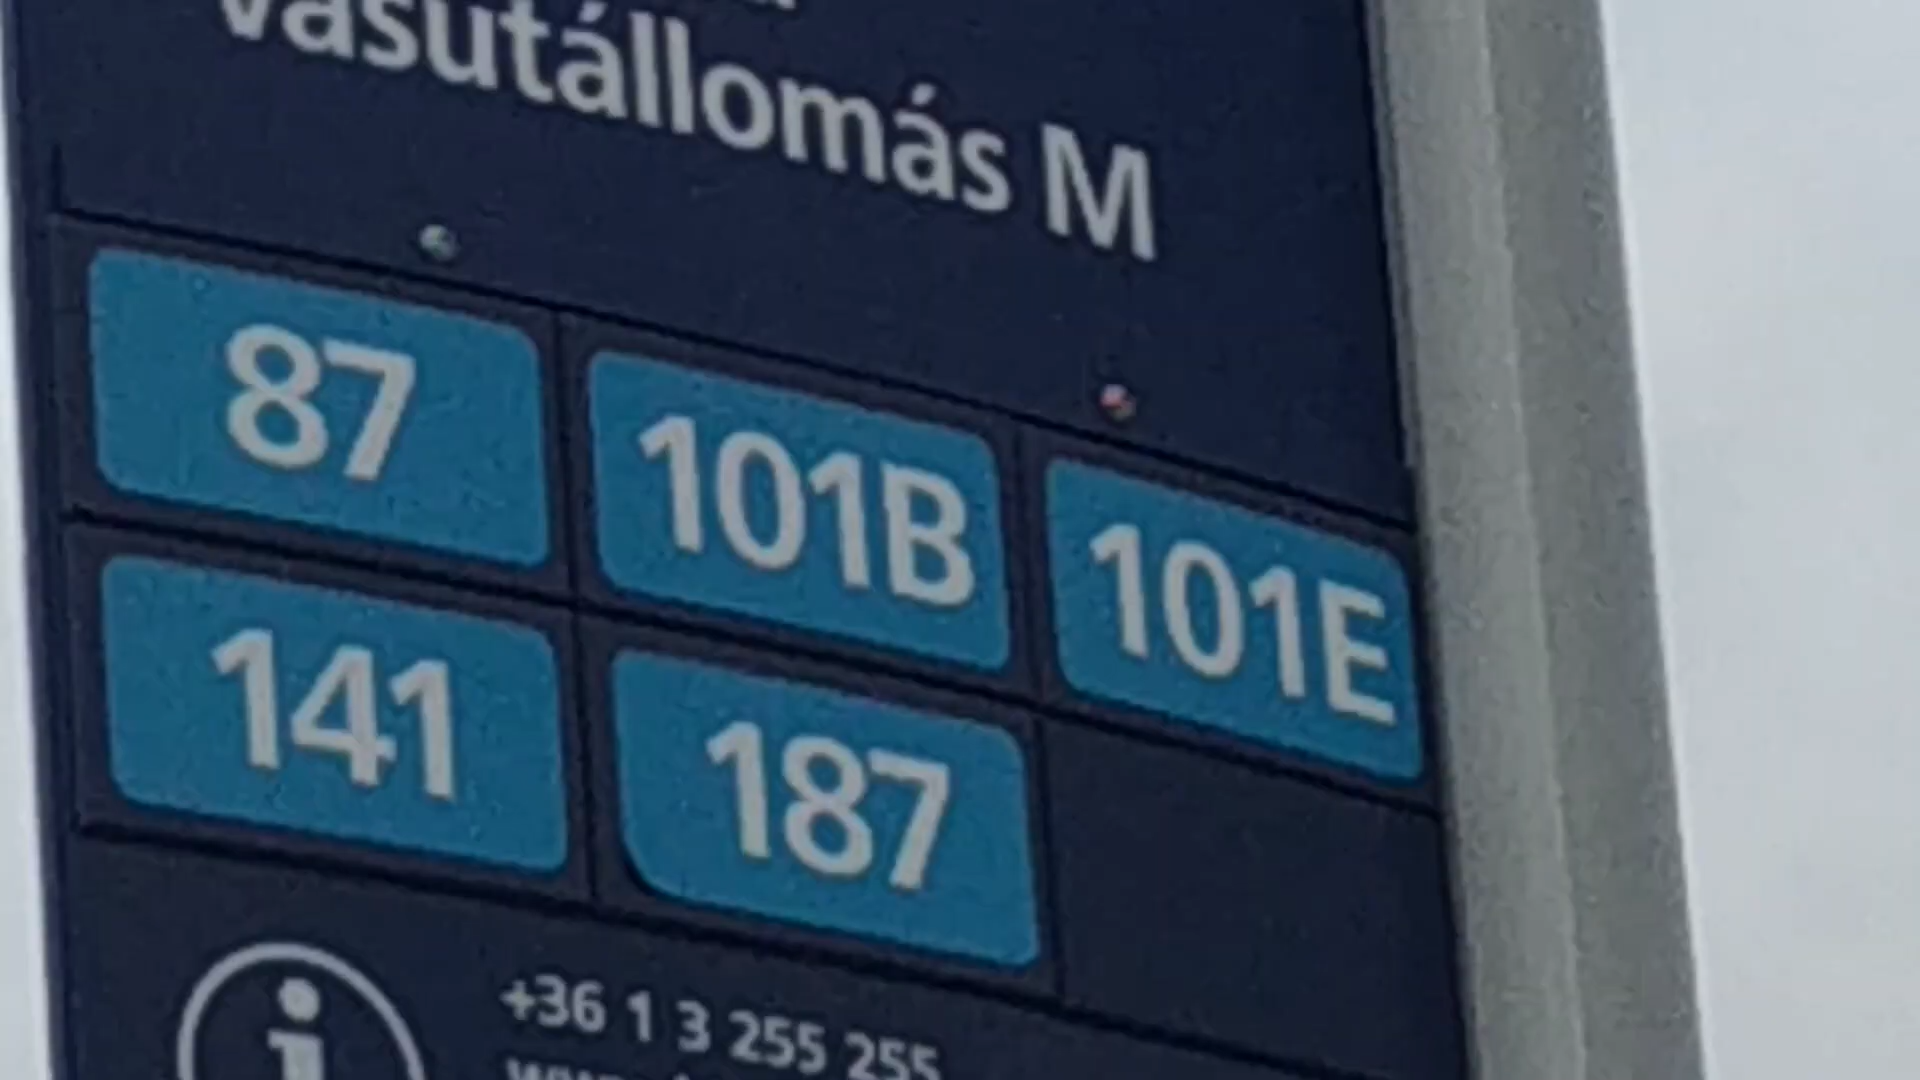 Vasútállomás M
87 101B 101E
141 187
i
+36 1 3 255 255